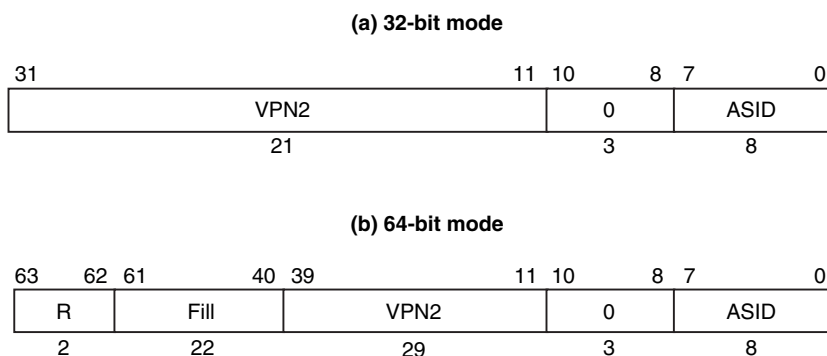 (a) 32-bit mode
31 11 10 8 7 0
VPN2 0 ASID
21 3 8
(b) 64-bit mode
63 62 61 40 39 11 10 8 7 0
R Fill VPN2 0 ASID
2 22 29 3 8